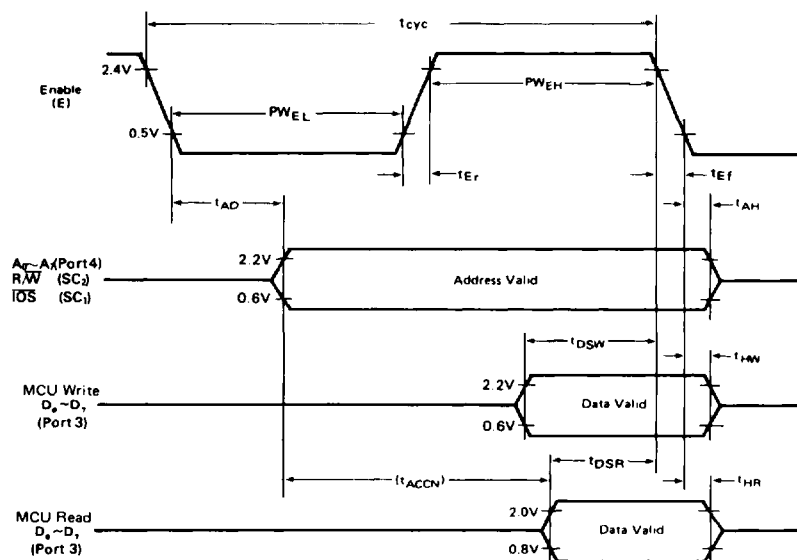 tcyc
2.4V
Enable
(E)
PWEL
PWEH
0.5V
tEr
tEf
tAD
tAH
A0~A7(Port4)
R/W (SC2)
IOS (SC1)
2.2V
Address Valid
0.6V
tDSW
tHW
MCU Write
D0~D7
(Port 3)
2.2V
Data Valid
0.6V
tDSR
(tACCN)
tHR
MCU Read
D0~D7
(Port 3)
2.0V
Data Valid
0.8V